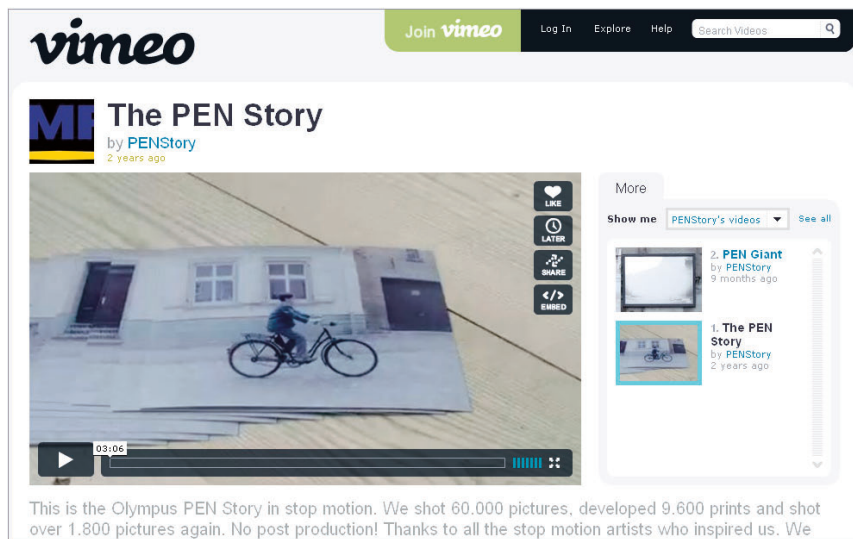 vimeo
Join vimeo
Log In
Explore
Help
Search Videos
MP
The PEN Story
by PENStory
2 years ago
LIKE
LATER
SHARE
</>
EMBED
03:06
More
Show me
PENStory's videos
See all
2. PEN Giant
by PENStory
9 months ago
1. The PEN
Story
by PENStory
2 years ago
This is the Olympus PEN Story in stop motion. We shot 60.000 pictures, developed 9.600 prints and shot
over 1.800 pictures again. No post production! Thanks to all the stop motion artists who inspired us. We